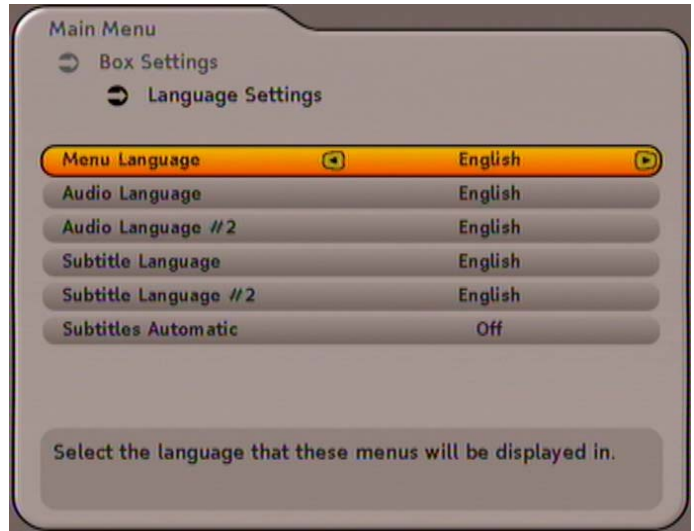 Main Menu
Box Settings
Language Settings
Menu Language English
Audio Language English
Audio Language #2 English
Subtitle Language English
Subtitle Language #2 English
Subtitles Automatic Off
Select the language that these menus will be displayed in.